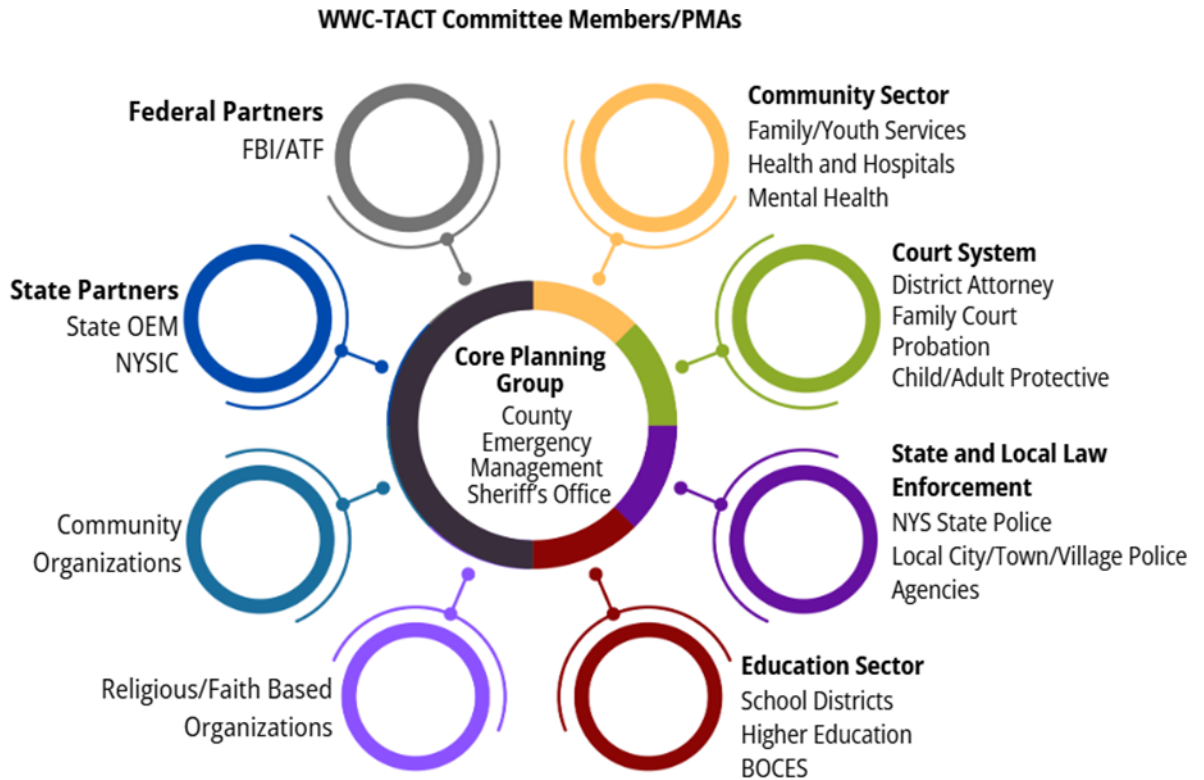 WWC-TACT Committee Members/PMAs
Federal Partners
FBI/ATF
Community Sector
Family/Youth Services
Health and Hospitals
Mental Health
State Partners
State OEM
NYSIC
Court System
District Attorney
Family Court
Probation
Child/Adult Protective
Core Planning
Group
County
Emergency
Management
Sheriff's Office
Community
Organizations
State and Local Law
Enforcement
NYS State Police
Local City/Town/Village Police
Agencies
Religious/Faith Based
Organizations
Education Sector
School Districts
Higher Education
BOCES